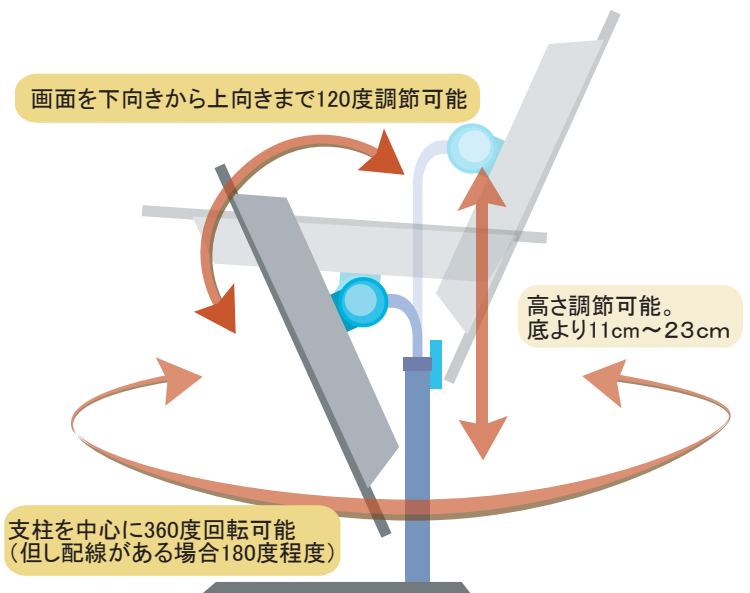 画面を下向きから上向きまで120度調節可能
高さ調節可能。
底より11cm～23cm
支柱を中心に360度回転可能
（但し配線がある場合180度程度）